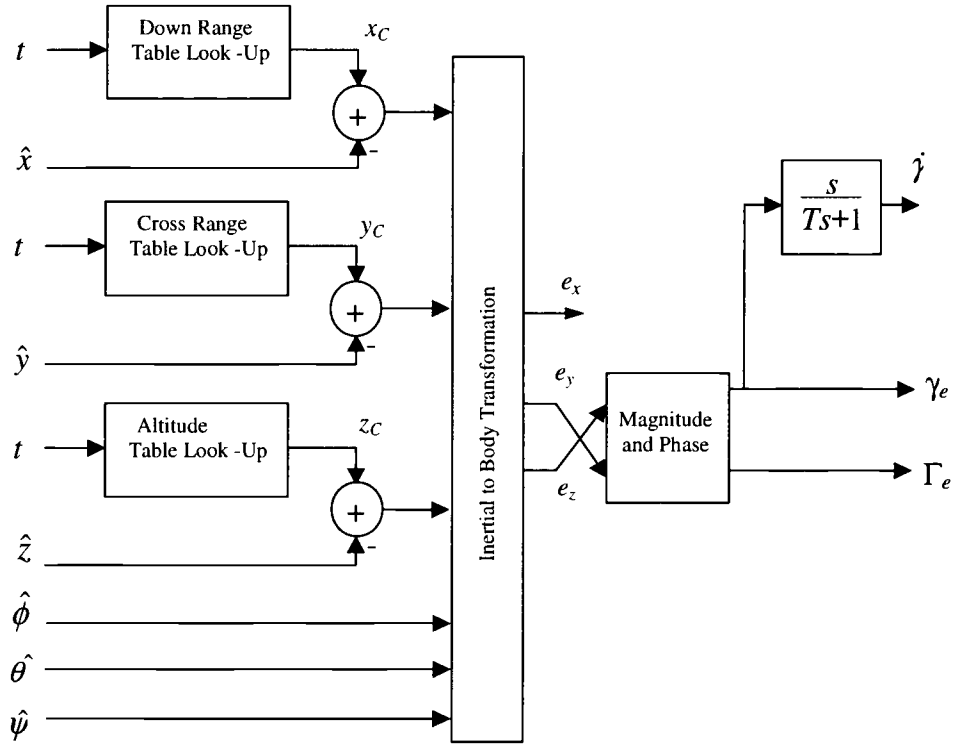 Down Range
Table Look -Up
t
x_C
+
-
x̂
Cross Range
Table Look -Up
t
y_C
+
-
ŷ
Altitude
Table Look -Up
t
z_C
+
-
ẑ
ϕ̂
θ̂
ψ̂
Inertial to Body Transformation
e_x
e_y
e_z
Magnitude
and Phase
s
Ts+1
γ̇
γ_e
Γ_e